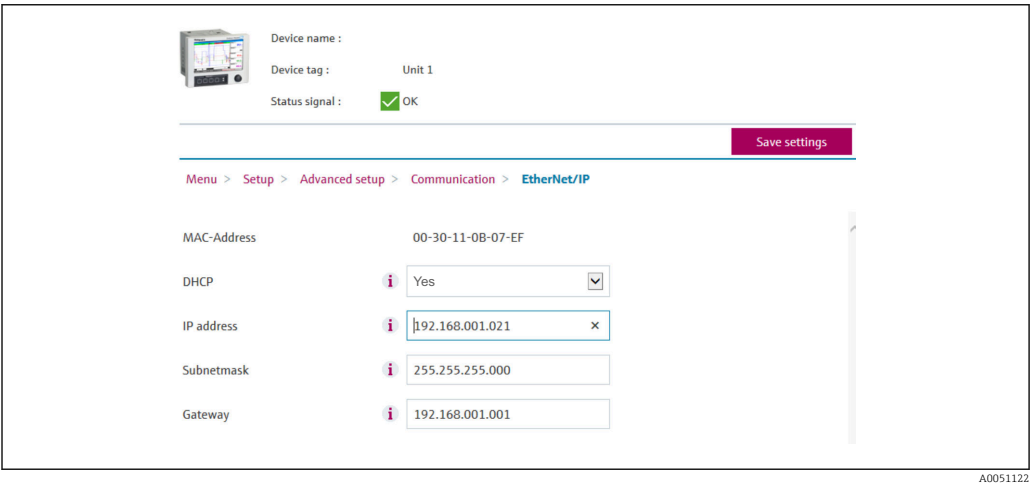 Device name :
Device tag : Unit 1
Status signal : OK
Save settings
Menu > Setup > Advanced setup > Communication > EtherNet/IP
MAC-Address 00-30-11-0B-07-EF
DHCP i Yes
IP address i 192.168.001.021 ×
Subnetmask i 255.255.255.000
Gateway i 192.168.001.001
A0051122